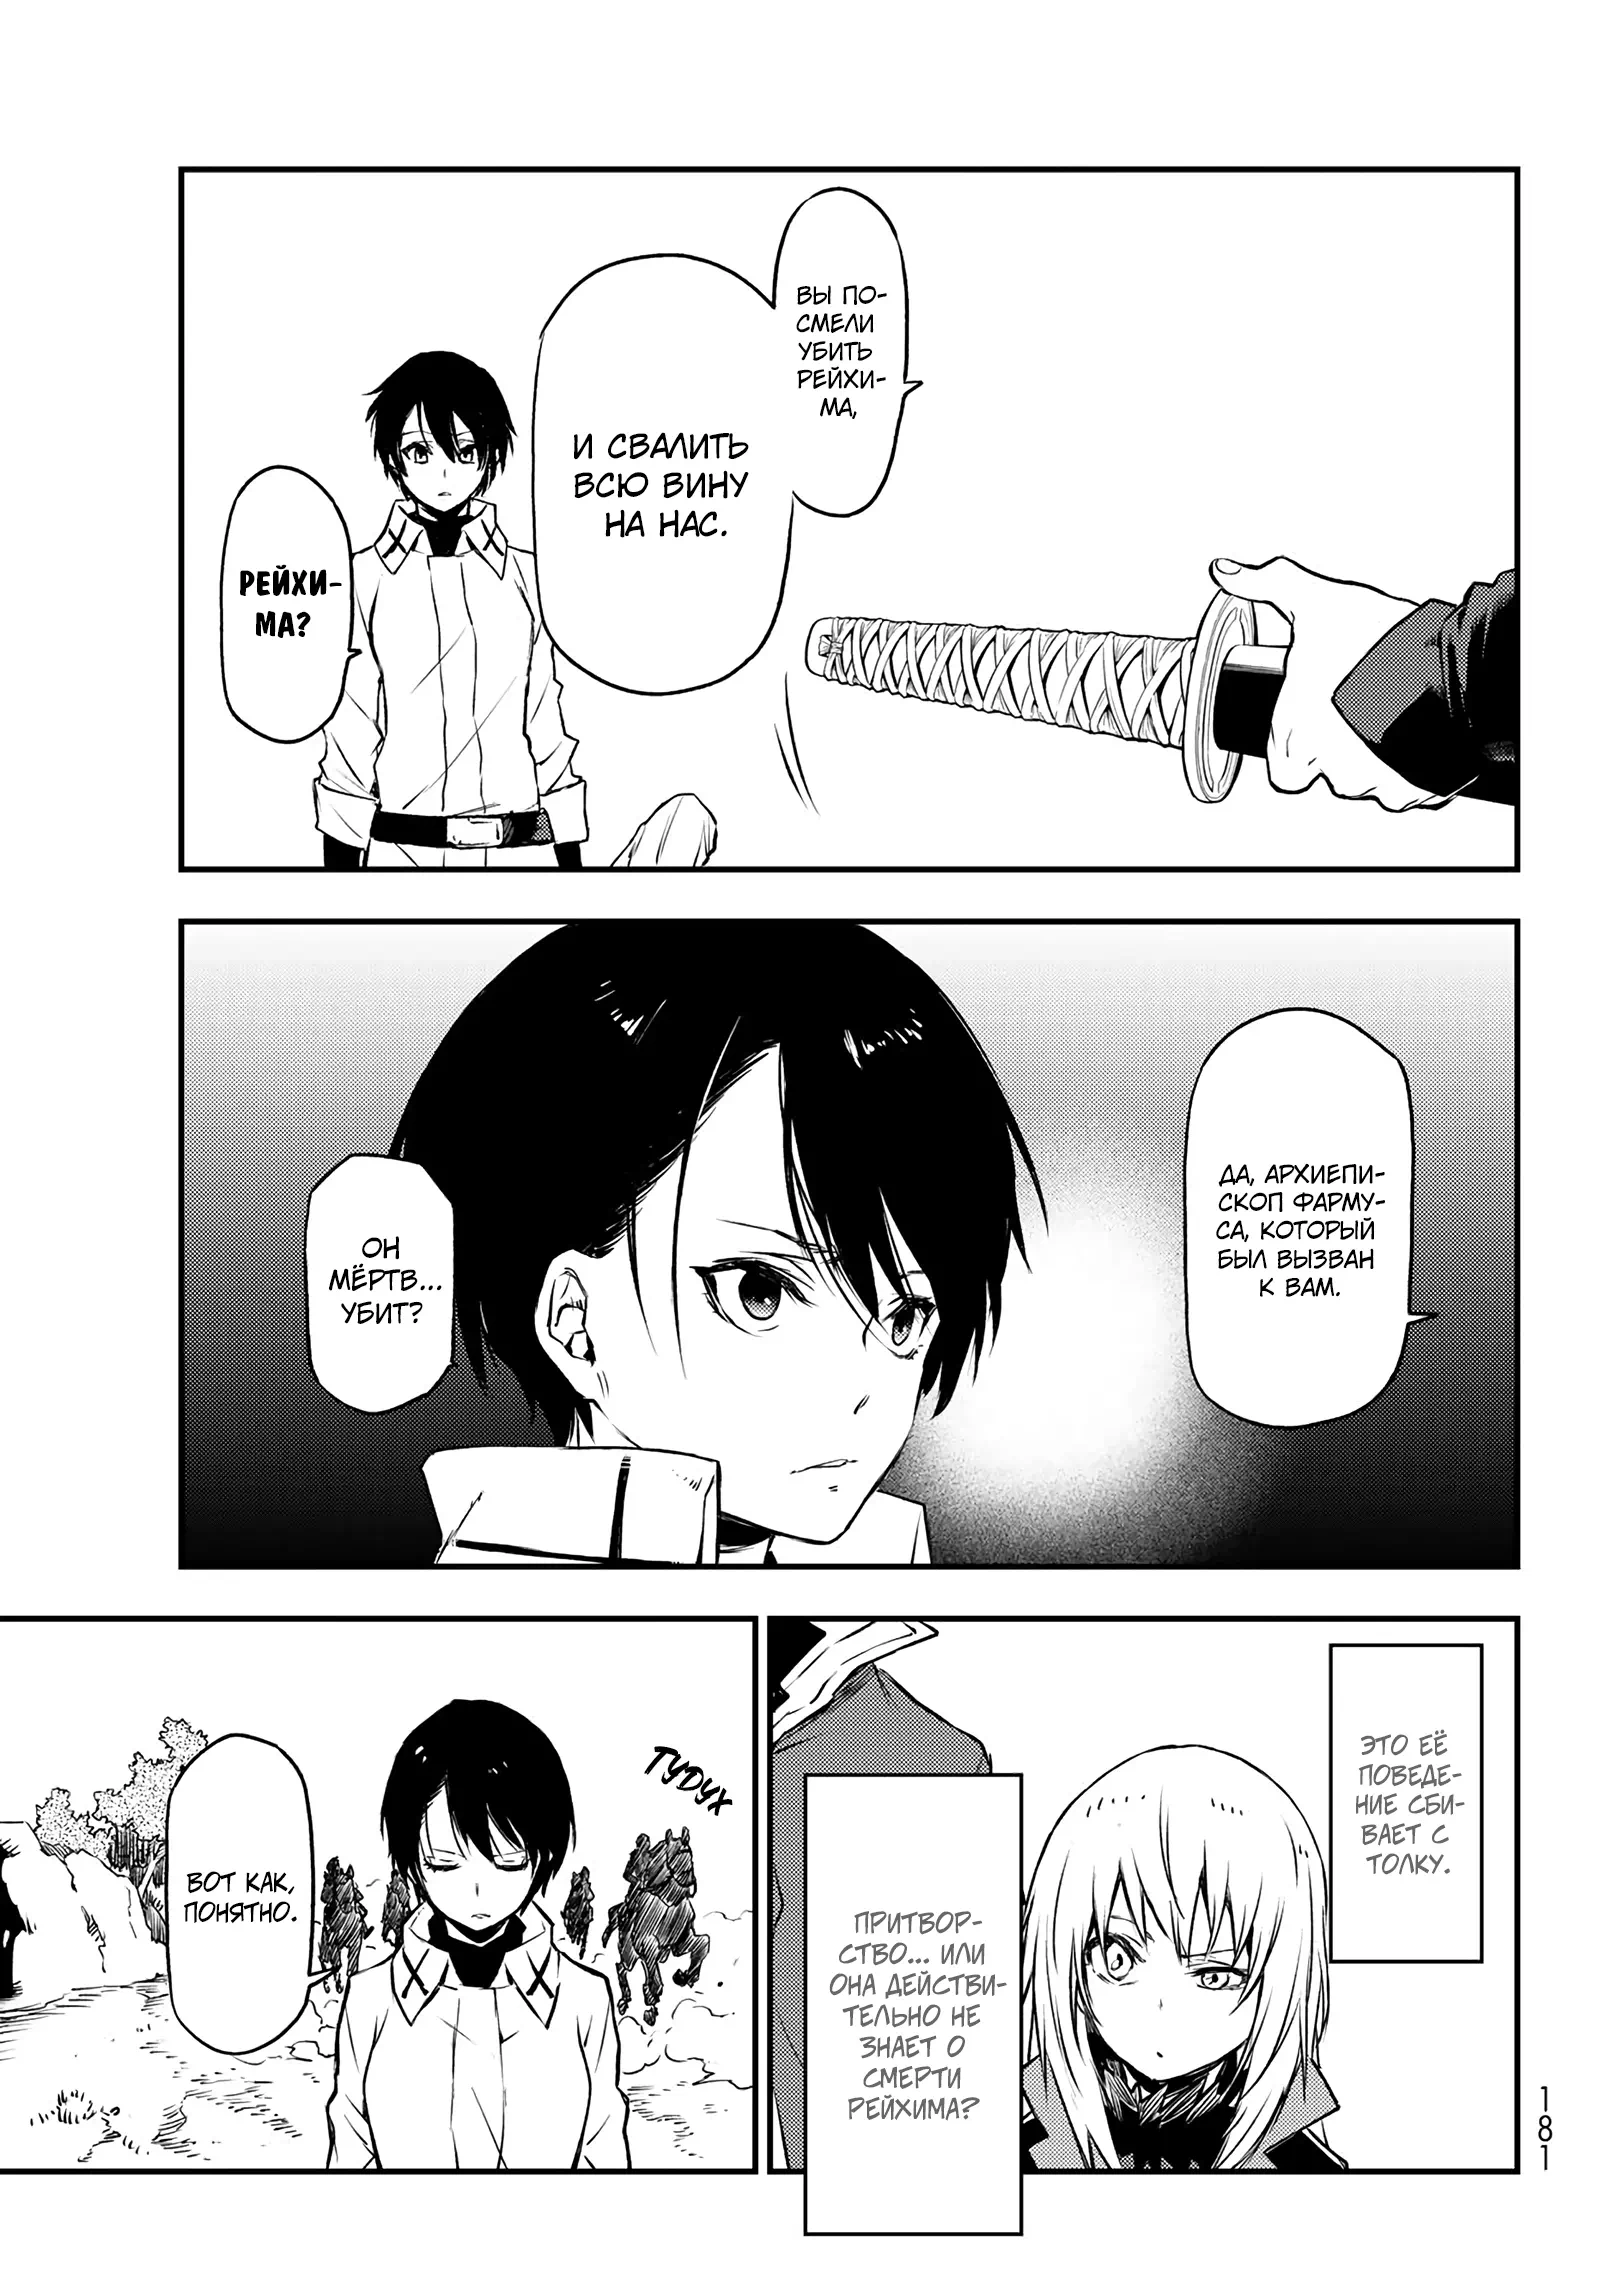 ВЫ ПО-
СМЕЛИ
УБИТЬ
РЕЙХИ-
МА,
И СВАЛИТЬ
ВСЮ ВИНУ
НА НАС.
РЕЙХИ-
МА?
ДА, АРХИЕПИ-
СКОП ФАРМУ-
СА, КОТОРЫЙ
БЫЛ ВЫЗВАН
К ВАМ.
ОН
МЁРТВ...
УБИТ?
ЭТО ЕЁ
ПОВЕДЕ-
НИЕ СБИ-
ВАЕТ С
ТОЛКУ.
ПРИТВОР-
СТВО... ИЛИ
ОНА ДЕЙСТВИ-
ТЕЛЬНО НЕ
ЗНАЕТ О
СМЕРТИ
РЕЙХИМА?
ТУДУХ
ВОТ КАК,
ПОНЯТНО.
181